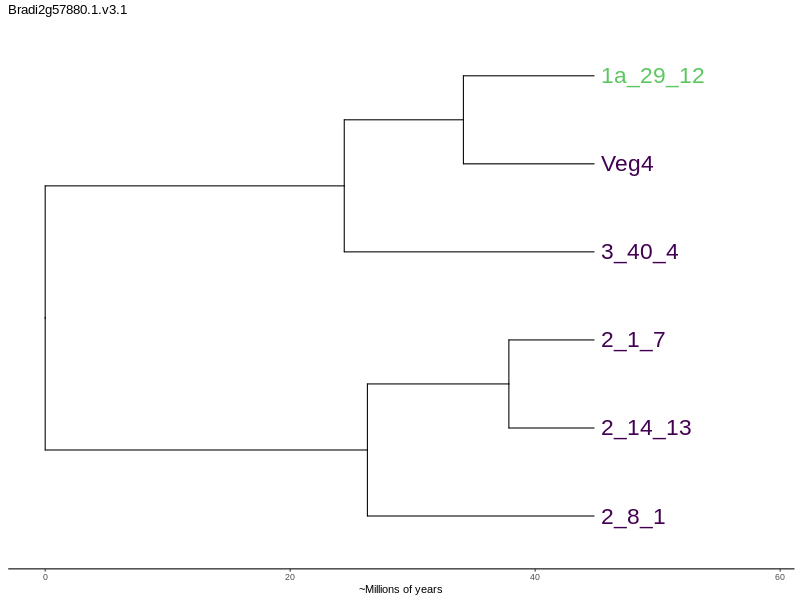 Bradi2g57880.1.v3.1
1a_29_12
Veg4
3_40_4
2_1_7
2_14_13
2_8_1
0 20 40 60
~Millions of years